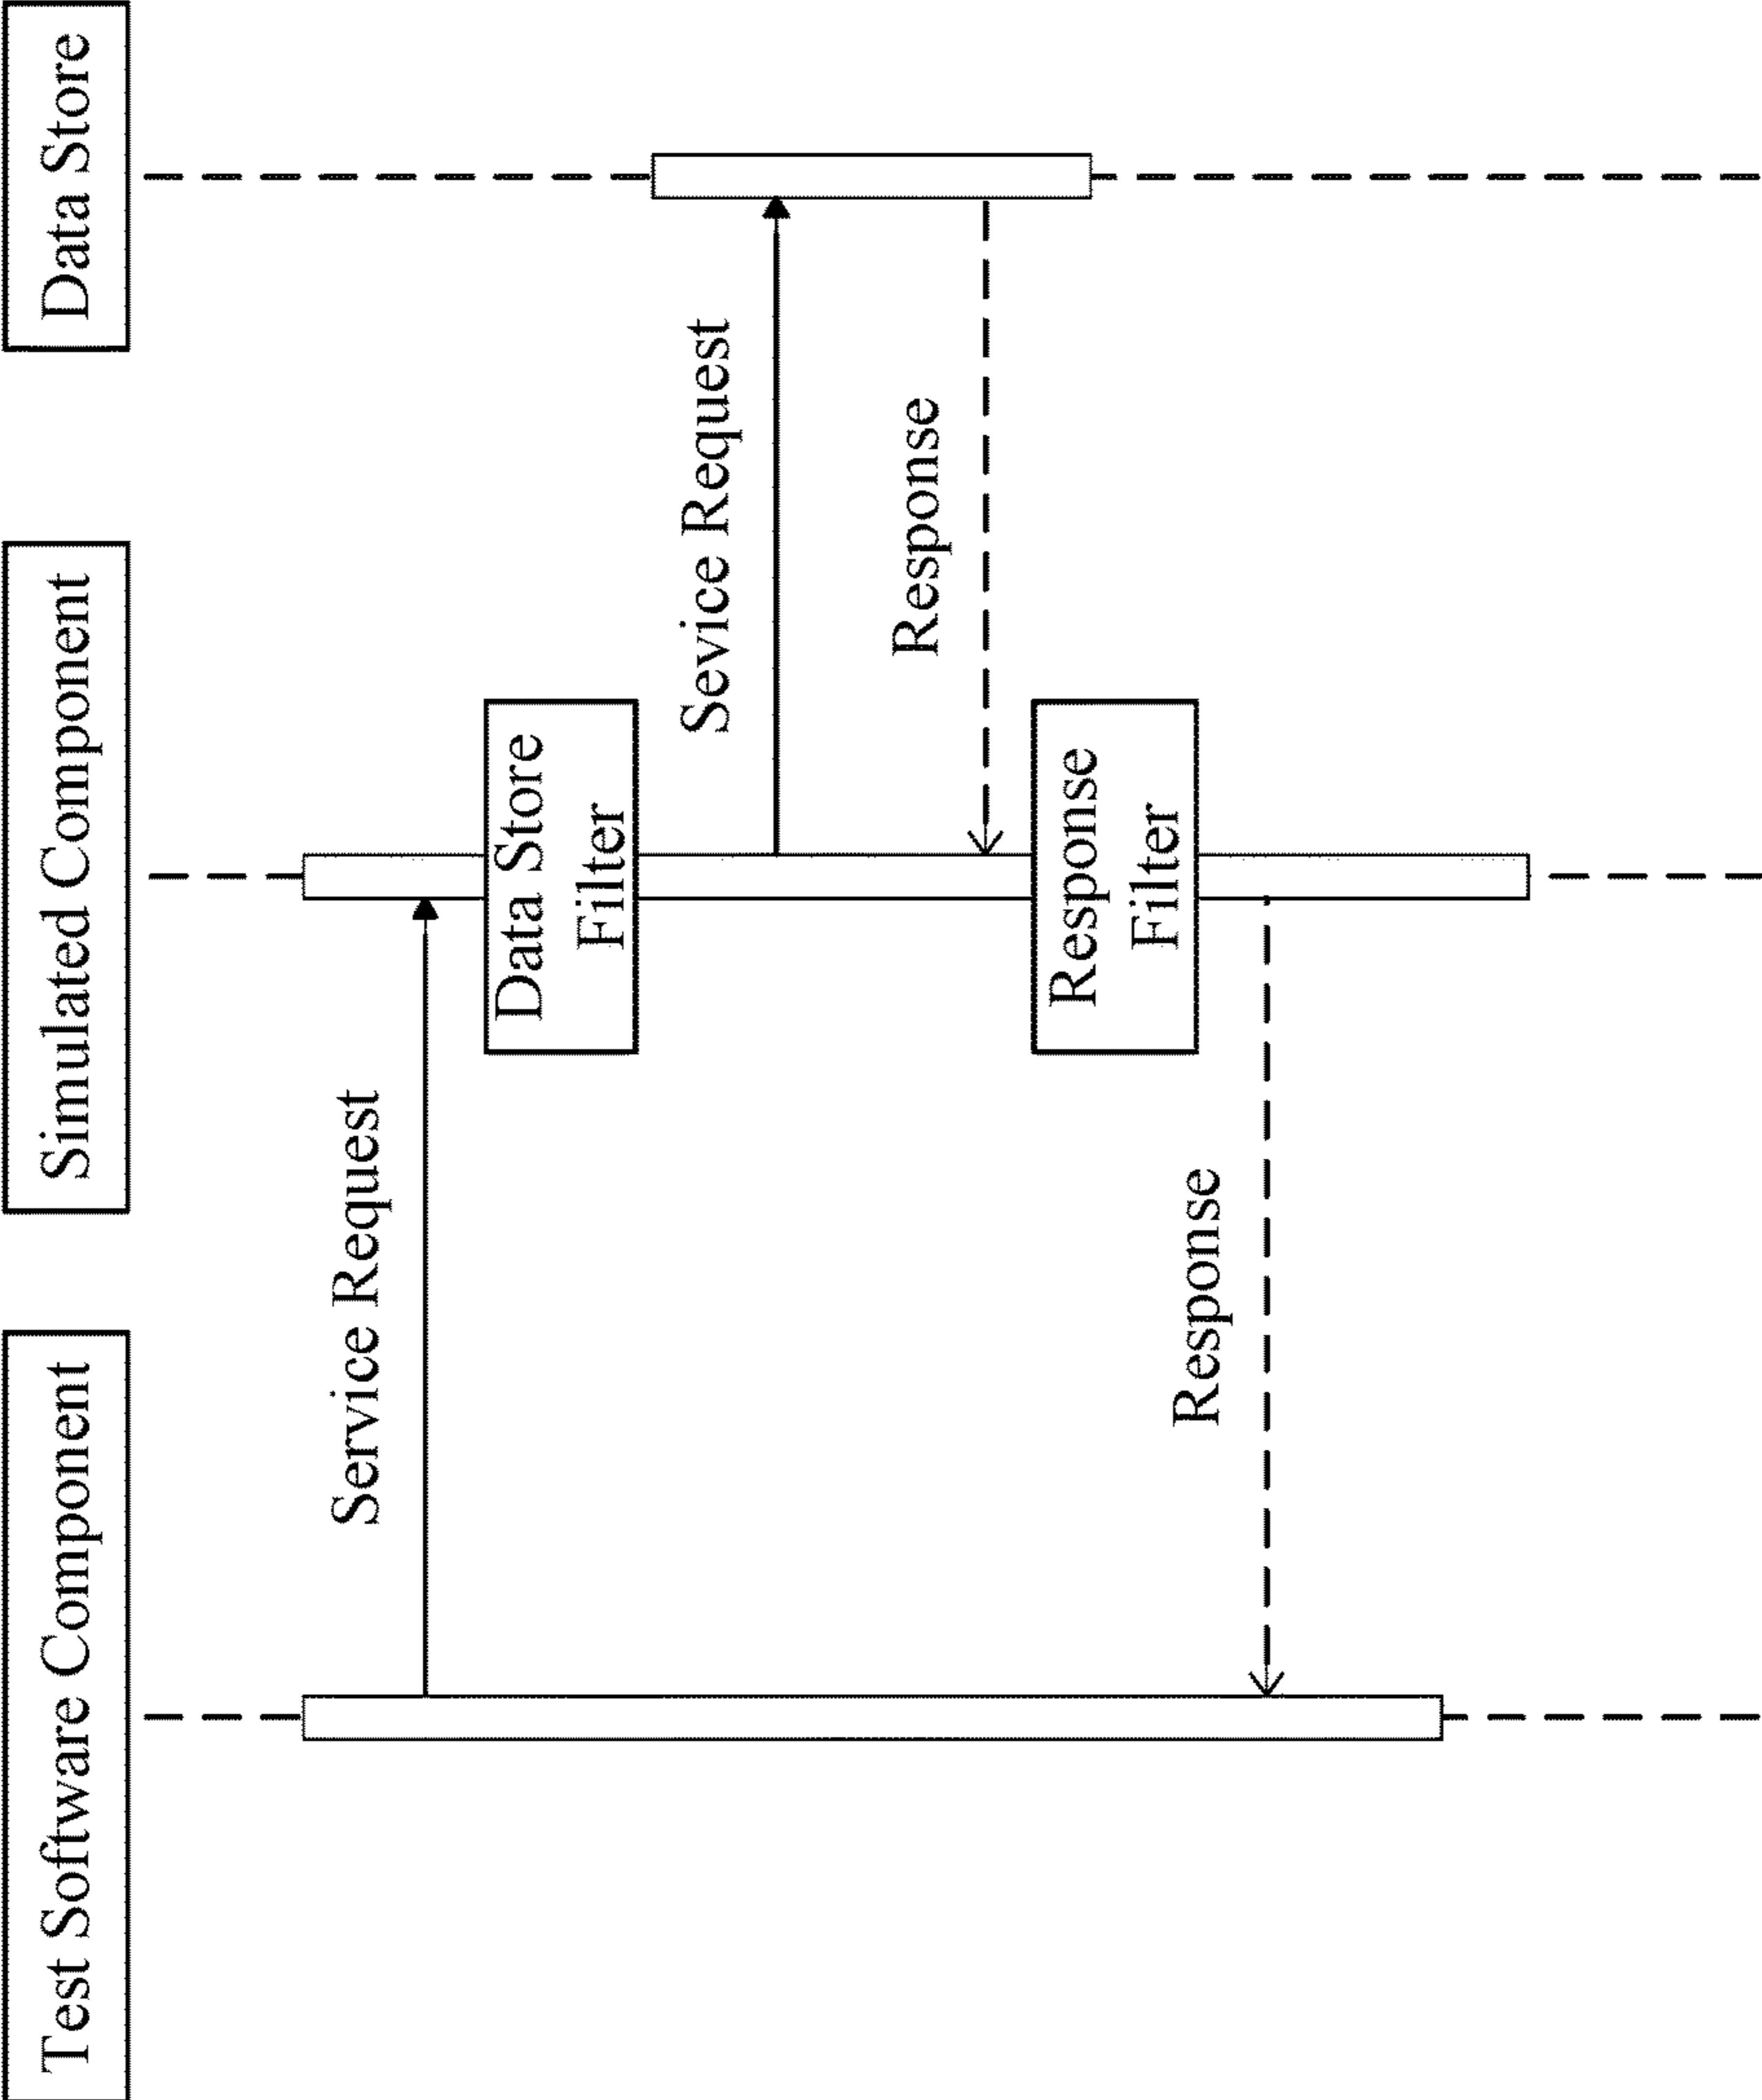 Test Software Component
Simulated Component
Data Store
Service Request
Data Store
Filter
Sevice Request
Response
Response
Filter
Response